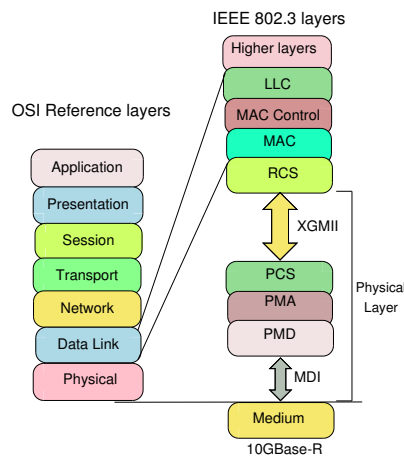 IEEE 802.3 layers
Higher layers
LLC
MAC Control
MAC
RCS
XGMII
PCS
PMA
PMD
MDI
Medium
10GBase-R
Physical
Layer
OSI Reference layers
Application
Presentation
Session
Transport
Network
Data Link
Physical